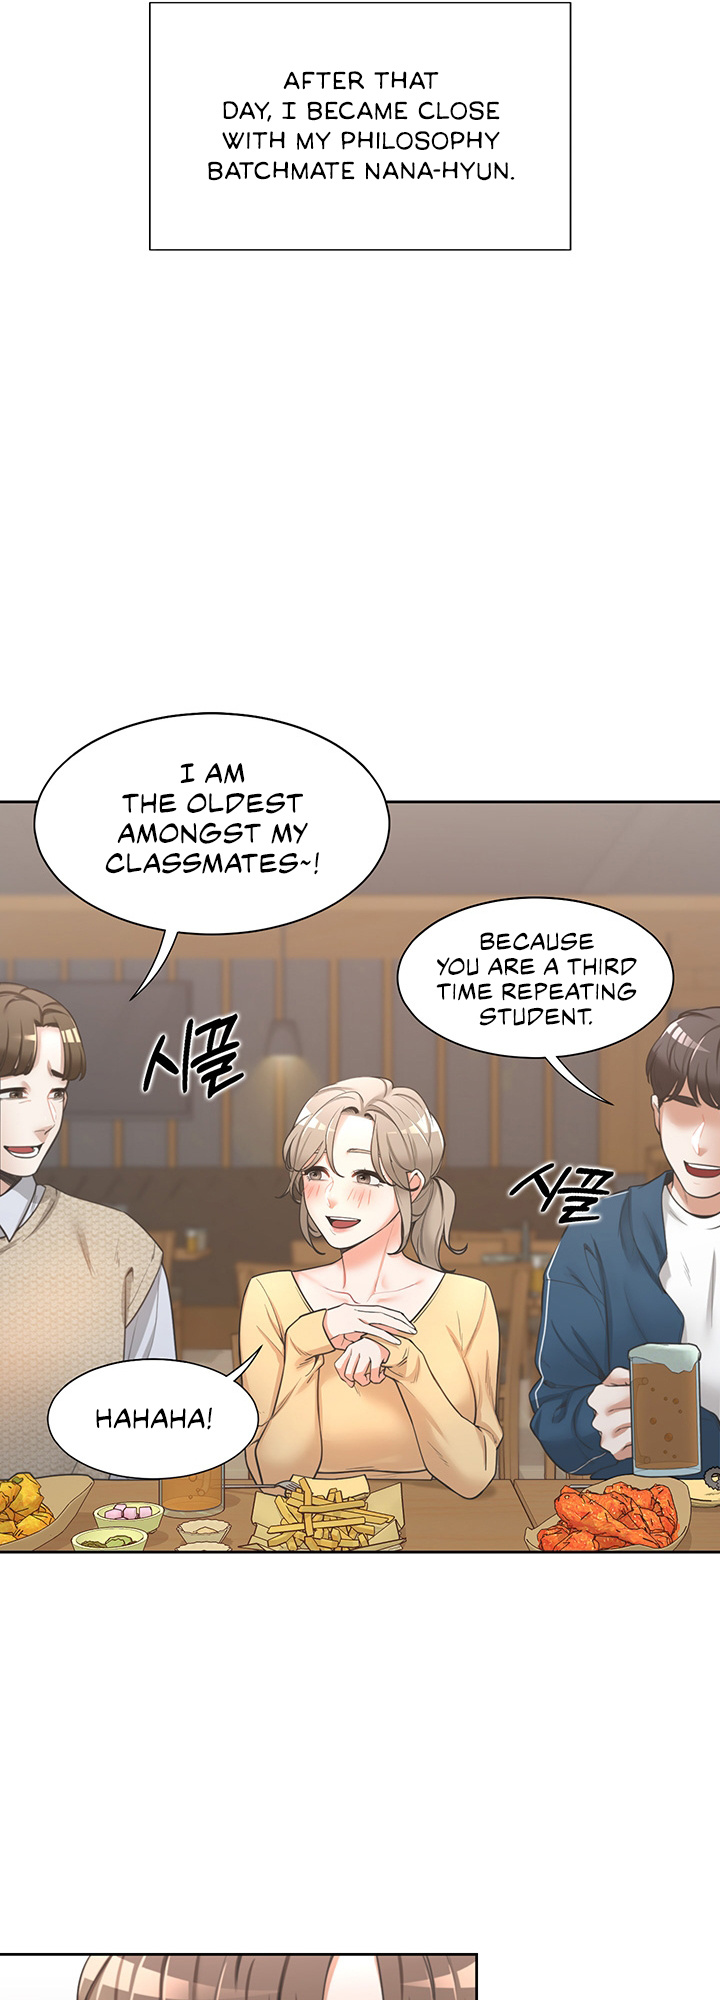 AFTER THAT
DAY, I BECAME CLOSE
WITH MY PHILOSOPHY
BATCHMATE NANA-HYUN.
I AM
THE OLDEST
AMONGST MY
CLASSMATES~!
BECAUSE
YOU ARE A THIRD
TIME REPEATING
STUDENT.
시끌
시끌
HAHAHA!